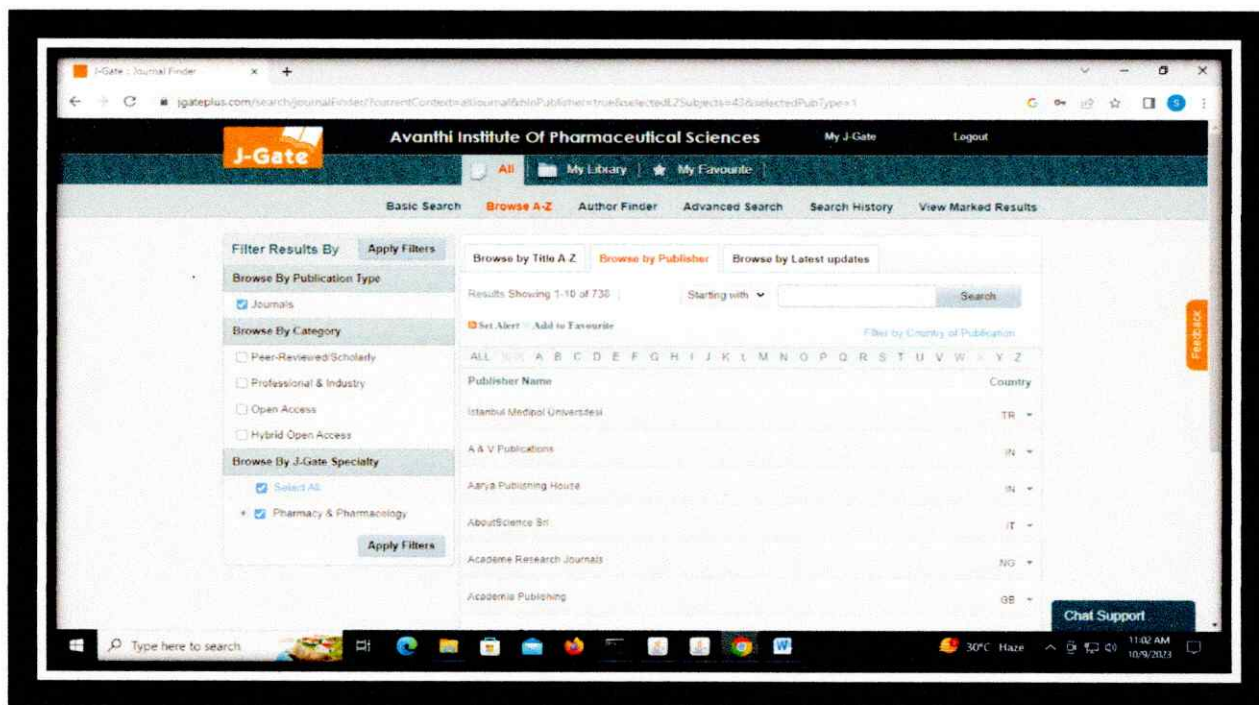 J-Gate :: Journal Finder
jgateplus.com/search/journalFinder/?currentContext=allJournal&hInPublisher=true&selectedL2Subjects=43&selectedPubType=1
J-Gate
Avanthi Institute Of Pharmaceutical Sciences
My J-Gate
Logout
All
My Library
My Favourite
Basic Search
Browse A-Z
Author Finder
Advanced Search
Search History
View Marked Results
Filter Results By
Apply Filters
Browse By Publication Type
Journals
Browse By Category
Peer-Reviewed/Scholarly
Professional & Industry
Open Access
Hybrid Open Access
Browse By J-Gate Specialty
Select All
Pharmacy & Pharmacology
Apply Filters
Browse by Title A Z
Browse by Publisher
Browse by Latest updates
Results Showing 1-10 of
Starting with
Search
Set Alert
Add to Favourite
Filter by Country of Publication
ALL A B C D E F G H I J K L M N O P Q R S T U V W X Y Z
Publisher Name
Country
Istanbul Medipol Universitesi
TR
A & V Publications
IN
Aarya Publishing House
IN
AboutScience Srl
IT
Academe Research Journals
NG
Academia Publishing
GB
Feedback
Chat Support
Type here to search
30°C Haze
11:02 AM
10/9/2023